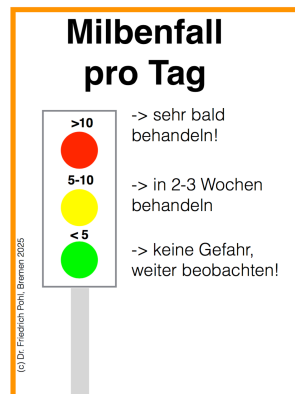 Milbenfall
pro Tag
>10
-> sehr bald
behandeln!
5-10
-> in 2-3 Wochen
behandeln
< 5
-> keine Gefahr,
weiter beobachten!
(c) Dr. Friedrich Pohl, Bremen 2025